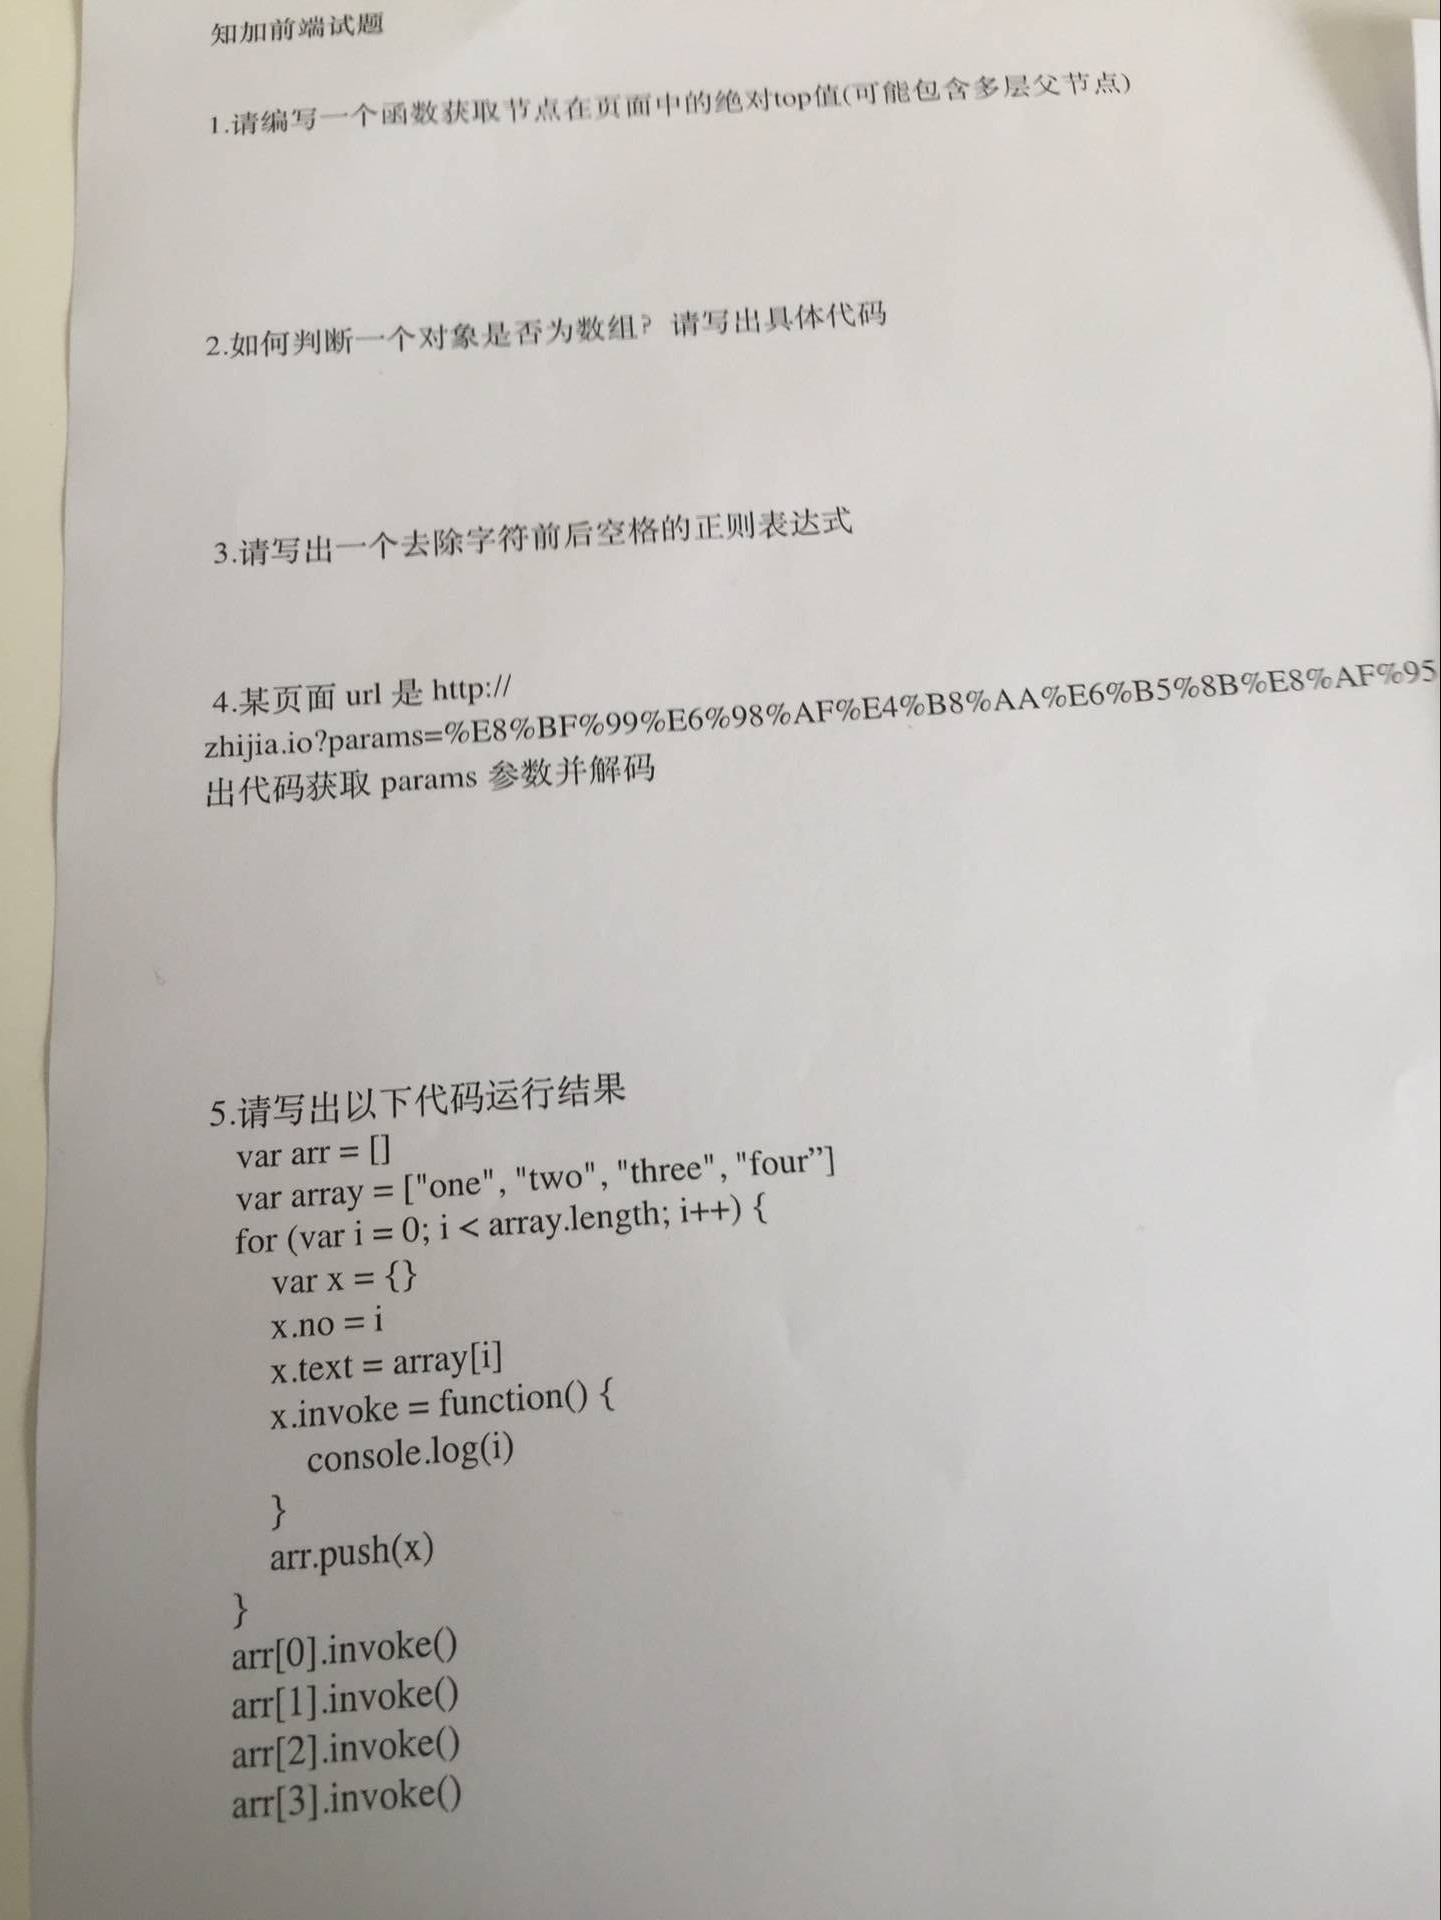 知加前端试题
1.请编写一个函数获取节点在页面中的绝对top值(可能包含多层父节点)
2.如何判断一个对象是否为数组？请写出具体代码
3.请写出一个去除字符前后空格的正则表达式
4.某页面 url 是 http://
zhijia.io?params=%E8%BF%99%E6%98%AF%E4%B8%AA%E6%B5%8B%E8%AF%95
出代码获取 params 参数并解码
5.请写出以下代码运行结果
var arr = []
var array = ["one", "two", "three", "four”]
for (var i = 0; i < array.length; i++) {
var x = {}
x.no = i
x.text = array[i]
x.invoke = function() {
console.log(i)
}
arr.push(x)
}
arr[0].invoke()
arr[1].invoke()
arr[2].invoke()
arr[3].invoke()